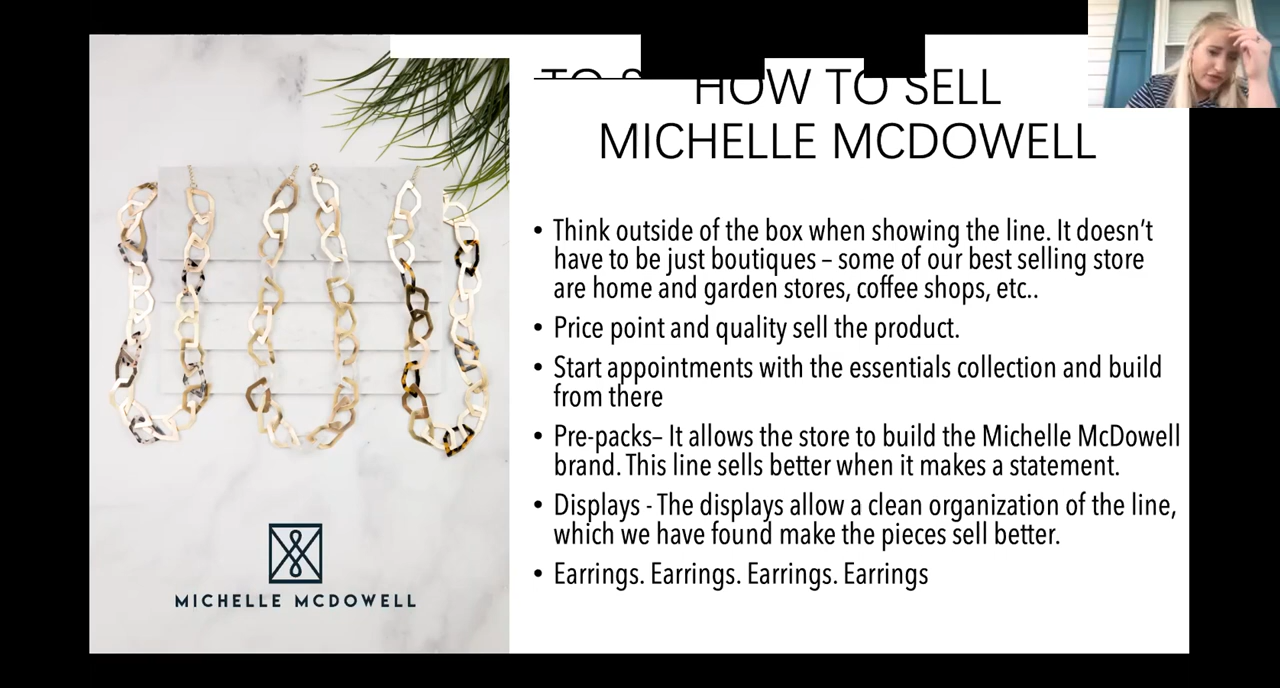 HOW TO SELL
MICHELLE MCDOWELL
• Think outside of the box when showing the line. It doesn’t
have to be just boutiques – some of our best selling store
are home and garden stores, coffee shops, etc..
• Price point and quality sell the product.
• Start appointments with the essentials collection and build
from there
• Pre-packs– It allows the store to build the Michelle McDowell
brand. This line sells better when it makes a statement.
• Displays - The displays allow a clean organization of the line,
which we have found make the pieces sell better.
• Earrings. Earrings. Earrings. Earrings
MICHELLE MCDOWELL